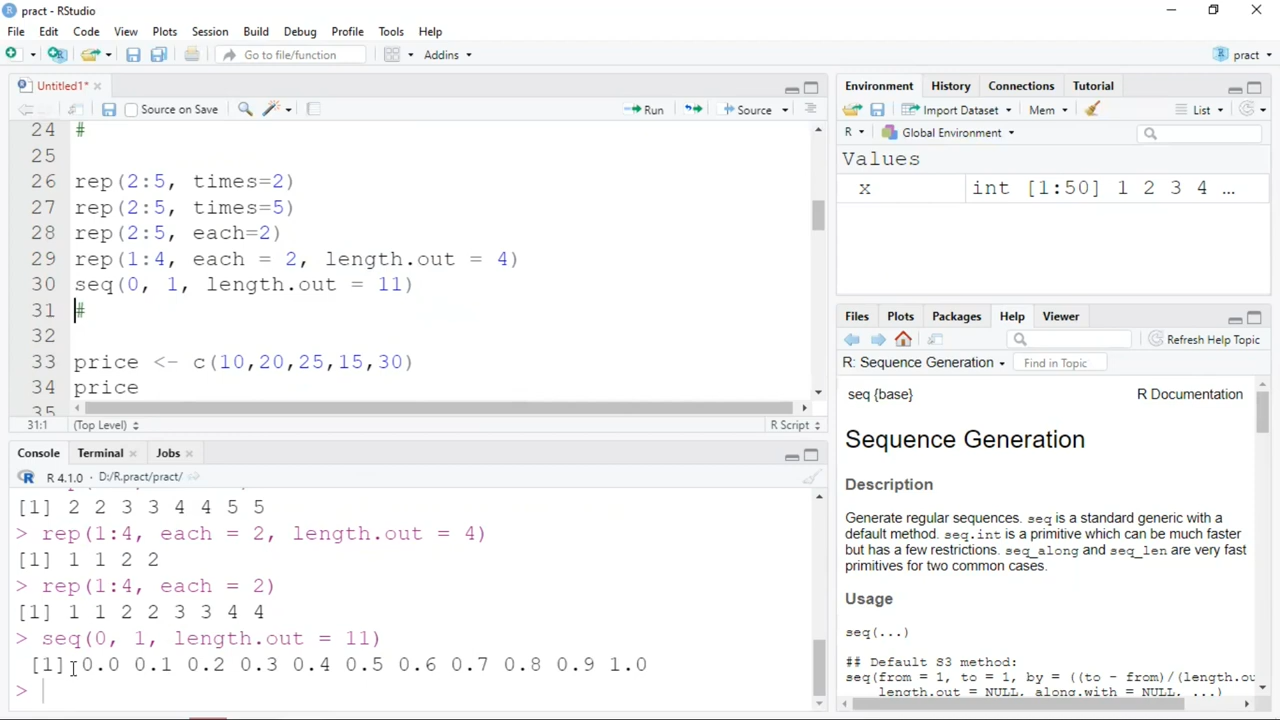 pract - RStudio
File Edit Code View Plots Session Build Debug Profile Tools Help
Go to file/function Addins pract
Untitled1*
Source on Save Run Source
24 #
25
26 rep(2:5, times=2)
27 rep(2:5, times=5)
28 rep(2:5, each=2)
29 rep(1:4, each = 2, length.out = 4)
30 seq(0, 1, length.out = 11)
31 #
32
33 price <- c(10,20,25,15,30)
34 price
35
31:1 (Top Level) R Script
Console Terminal Jobs
R 4.1.0 · D:/R.pract/pract/
[1] 2 2 3 3 4 4 5 5
> rep(1:4, each = 2, length.out = 4)
[1] 1 1 2 2
> rep(1:4, each = 2)
[1] 1 1 2 2 3 3 4 4
> seq(0, 1, length.out = 11)
[1] 0.0 0.1 0.2 0.3 0.4 0.5 0.6 0.7 0.8 0.9 1.0
>
Environment History Connections Tutorial
Import Dataset Mem List
R Global Environment
Values
x int [1:50] 1 2 3 4 ...
Files Plots Packages Help Viewer
Refresh Help Topic
R: Sequence Generation Find in Topic
seq {base} R Documentation
Sequence Generation
Description
Generate regular sequences. seq is a standard generic with a
default method. seq.int is a primitive which can be much faster
but has a few restrictions. seq_along and seq_len are very fast
primitives for two common cases.
Usage
seq(...)
## Default S3 method:
seq(from = 1, to = 1, by = ((to - from)/(length.ou
length.out = NULL, along.with = NULL, ...)